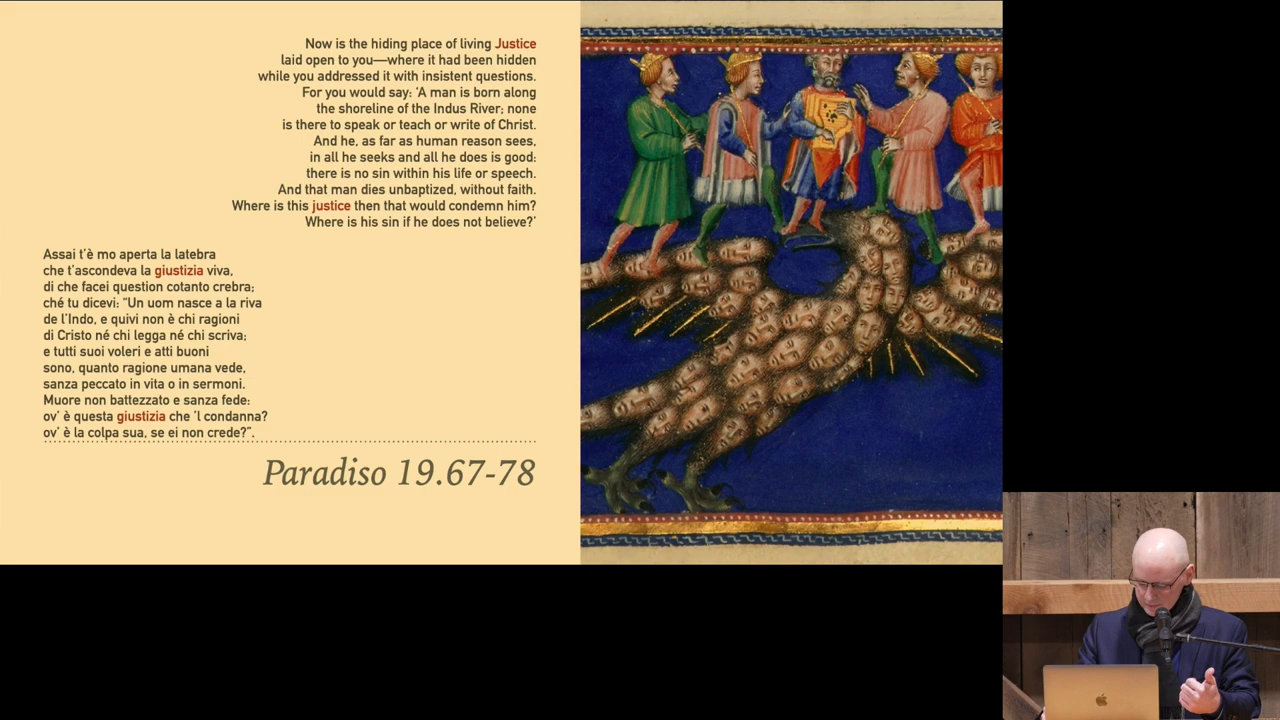 Now is the hiding place of living Justice
laid open to you—where it had been hidden
while you addressed it with insistent questions.
For you would say: ‘A man is born along
the shoreline of the Indus River; none
is there to speak or teach or write of Christ.
And he, as far as human reason sees,
in all he seeks and all he does is good:
there is no sin within his life or speech.
And that man dies unbaptized, without faith.
Where is this justice then that would condemn him?
Where is his sin if he does not believe?’
Assai t’è mo aperta la latebra
che t’ascondeva la giustizia viva,
di che facei question cotanto crebra;
ché tu dicevi: “Un uom nasce a la riva
de l’Indo, e quivi non è chi ragioni
di Cristo né chi legga né chi scriva;
e tutti suoi voleri e atti buoni
sono, quanto ragione umana vede,
sanza peccato in vita o in sermoni.
Muore non battezzato e sanza fede:
ov’ è questa giustizia che ’l condanna?
ov’ è la colpa sua, se ei non crede?”.
Paradiso 19.67-78